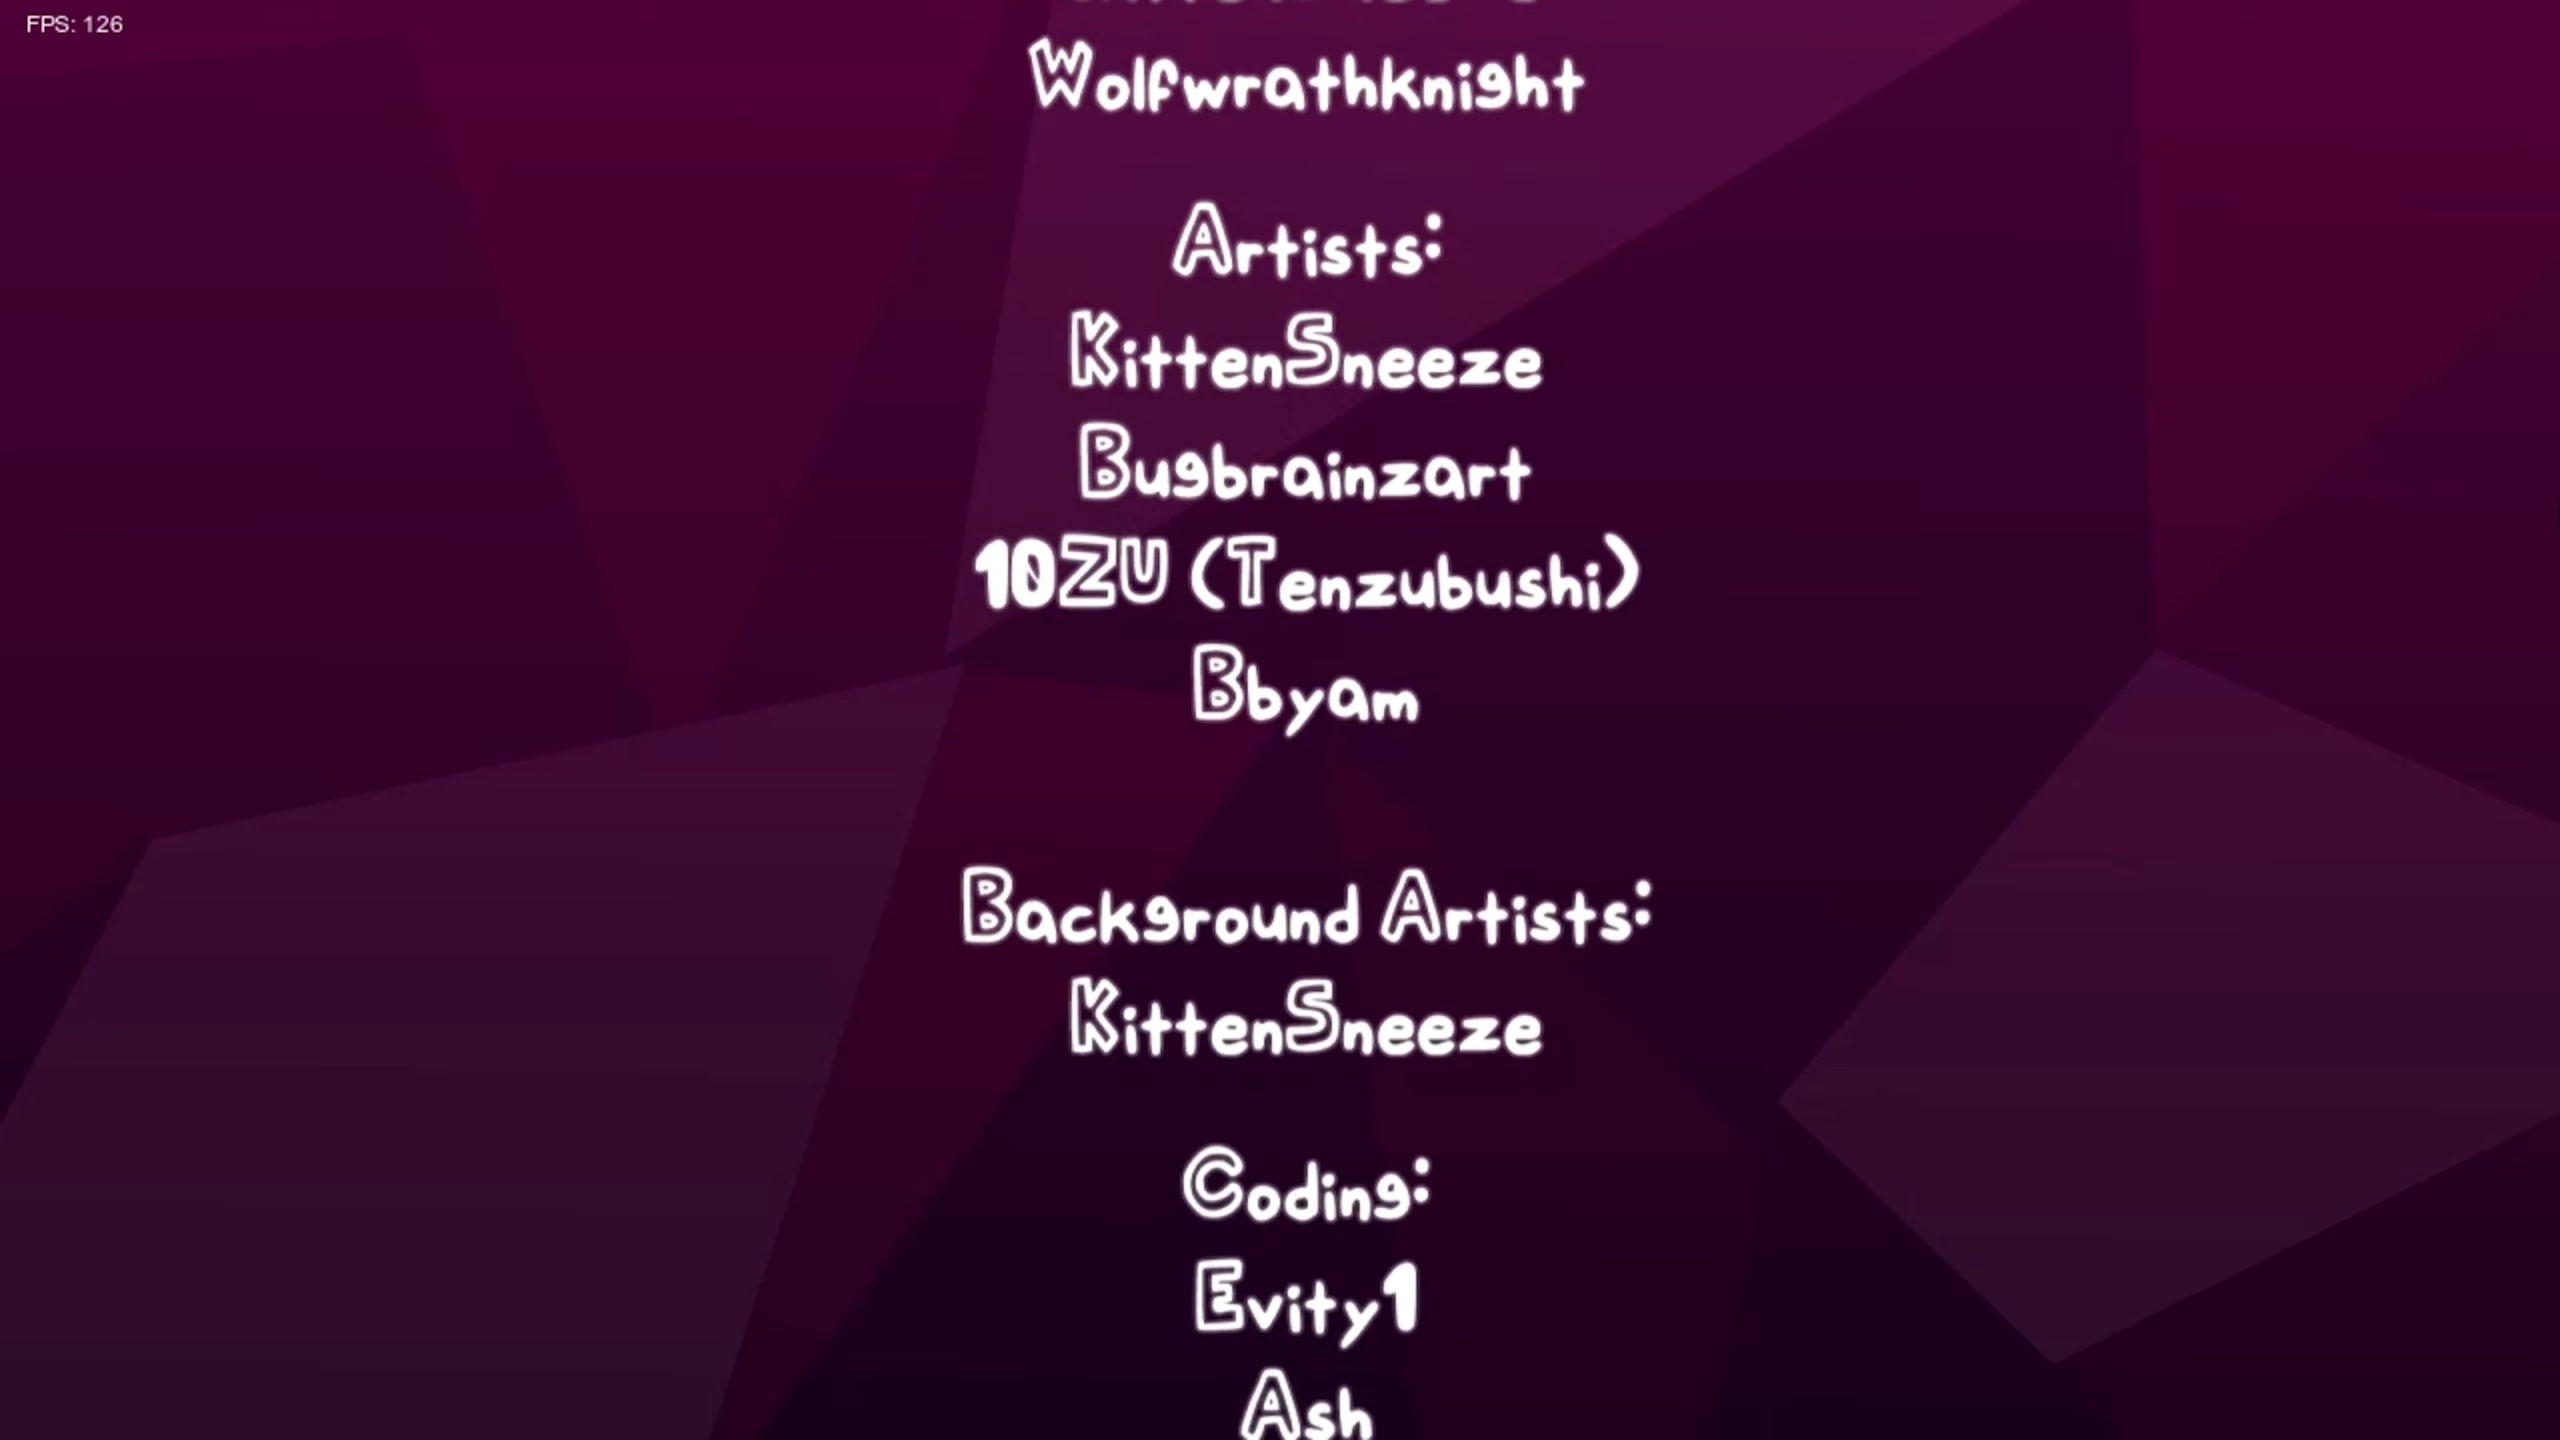 FPS: 126
Wolfwrathknight
Artists:
KittenSneeze
Bugbrainzart
10ZU (Tenzubushi)
Bbyam
Background Artists:
KittenSneeze
Coding:
Evity1
Ash